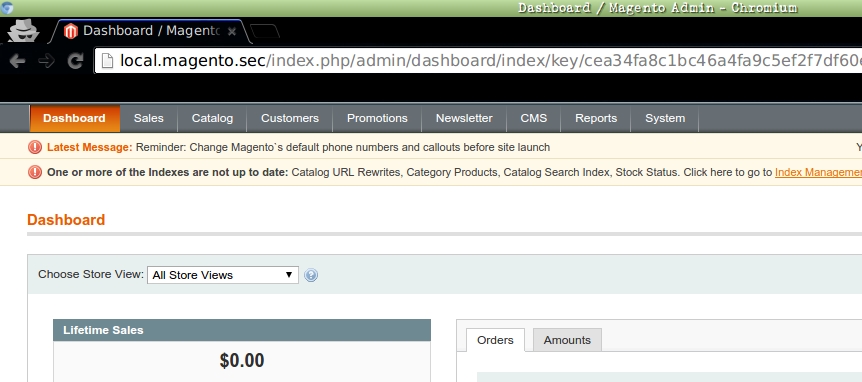 Dashboard / Magento Admin - Chromium
Dashboard / Magento
local.magento.sec/index.php/admin/dashboard/index/key/cea34fa8c1bc46a4fa9c5ef2f7df60
Dashboard Sales Catalog Customers Promotions Newsletter CMS Reports System
Latest Message: Reminder: Change Magento`s default phone numbers and callouts before site launch Y
One or more of the Indexes are not up to date: Catalog URL Rewrites, Category Products, Catalog Search Index, Stock Status. Click here to go to Index Management
Dashboard
Choose Store View: All Store Views
Lifetime Sales
$0.00
Orders Amounts